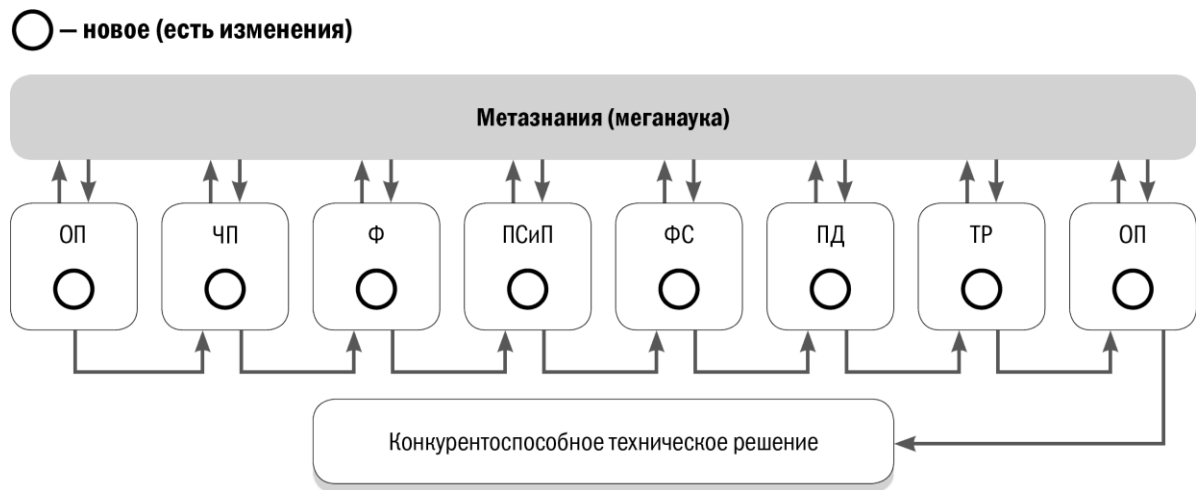 — новое (есть изменения)
Метазнания (меганаука)
ОП ЧП Ф ПСиП ФС ПД ТР ОП
Конкурентоспособное техническое решение